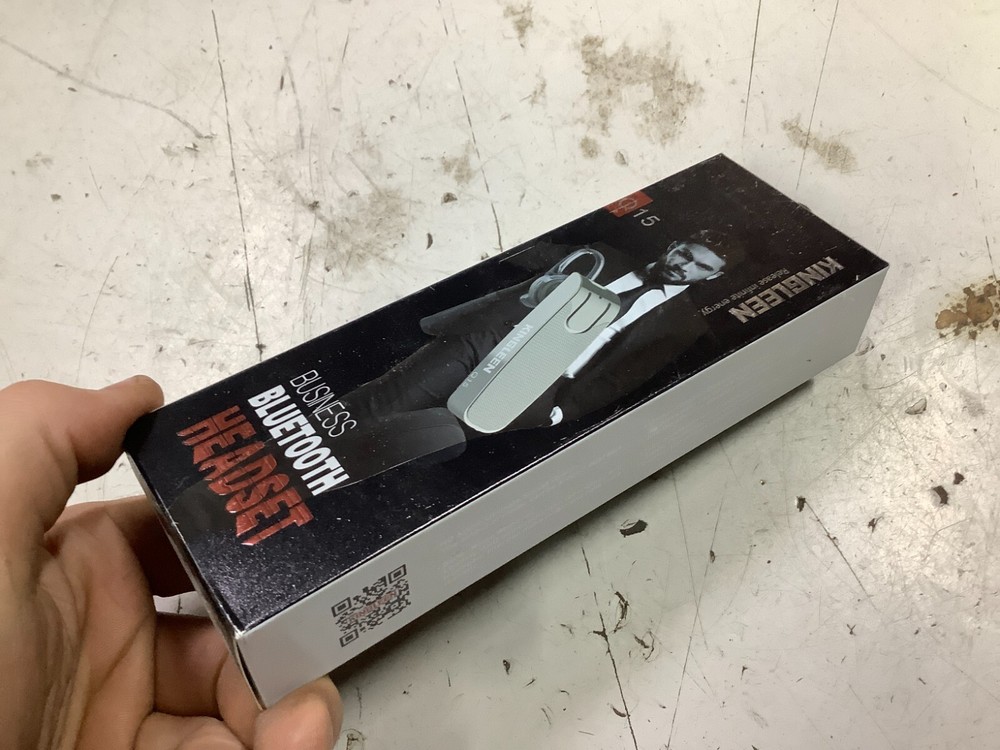 KINGLEEN
Release infinite energy.
15
KINGLEEN
BUSINESS
BLUETOOTH
HEADSET